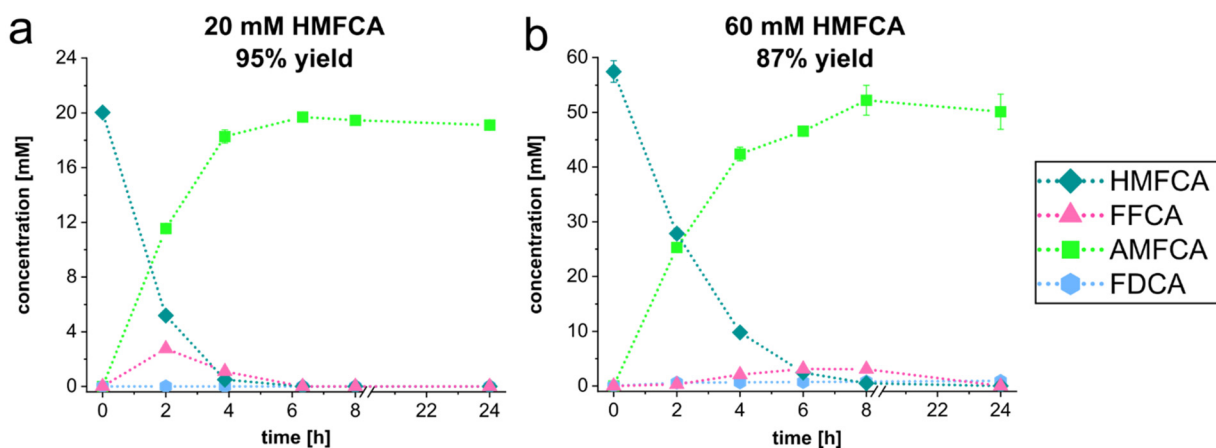 a
20 mM HMFCA
95% yield
concentration [mM]
24
20
16
12
8
4
0
0 2 4 6 8 22 24
time [h]
b
60 mM HMFCA
87% yield
concentration [mM]
60
50
40
30
20
10
0
0 2 4 6 8 22 24
time [h]
HMFCA
FFCA
AMFCA
FDCA